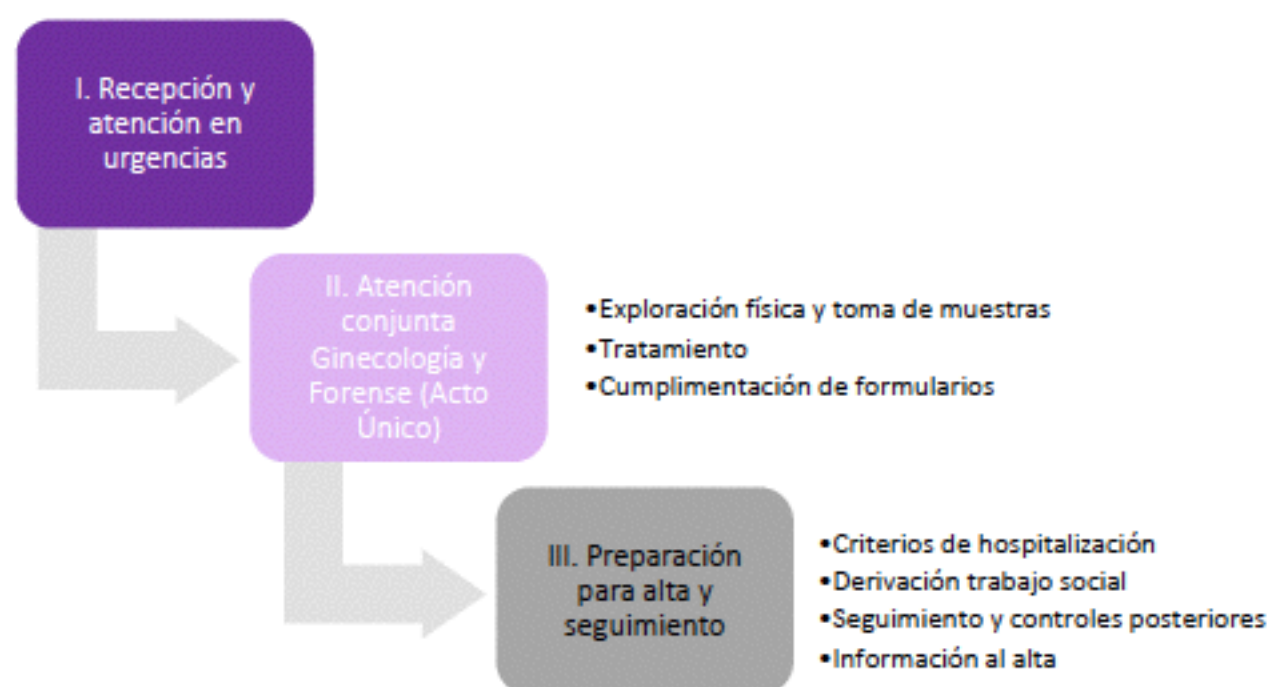 I. Recepción y
atención en
urgencias
II. Atención
conjunta
Ginecología y
Forense (Acto
Único)
•Exploración física y toma de muestras
•Tratamiento
•Cumplimentación de formularios
III. Preparación
para alta y
seguimiento
•Criterios de hospitalización
•Derivación trabajo social
•Seguimiento y controles posteriores
•Información al alta